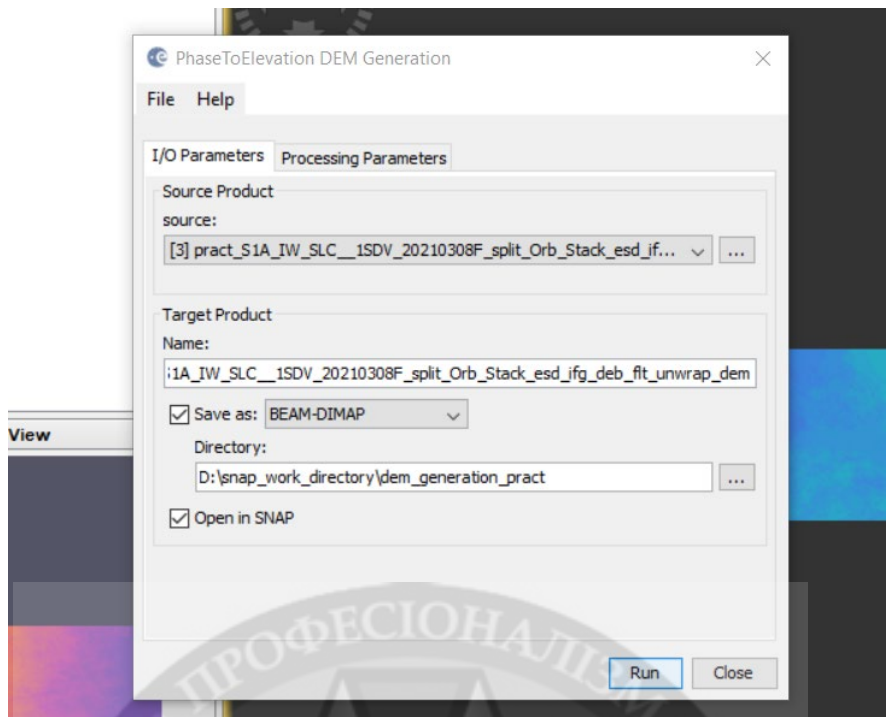 PhaseToElevation DEM Generation
File Help
I/O Parameters Processing Parameters
Source Product
source:
[3] pract_S1A_IW_SLC__1SDV_20210308F_split_Orb_Stack_esd_if... ...
Target Product
Name:
1A_IW_SLC__1SDV_20210308F_split_Orb_Stack_esd_ifg_deb_flt_unwrap_dem
Save as: BEAM-DIMAP
Directory:
D:\snap_work_directory\dem_generation_pract ...
Open in SNAP
View
ПРОФЕСІОНАЛІЗМ
Run Close